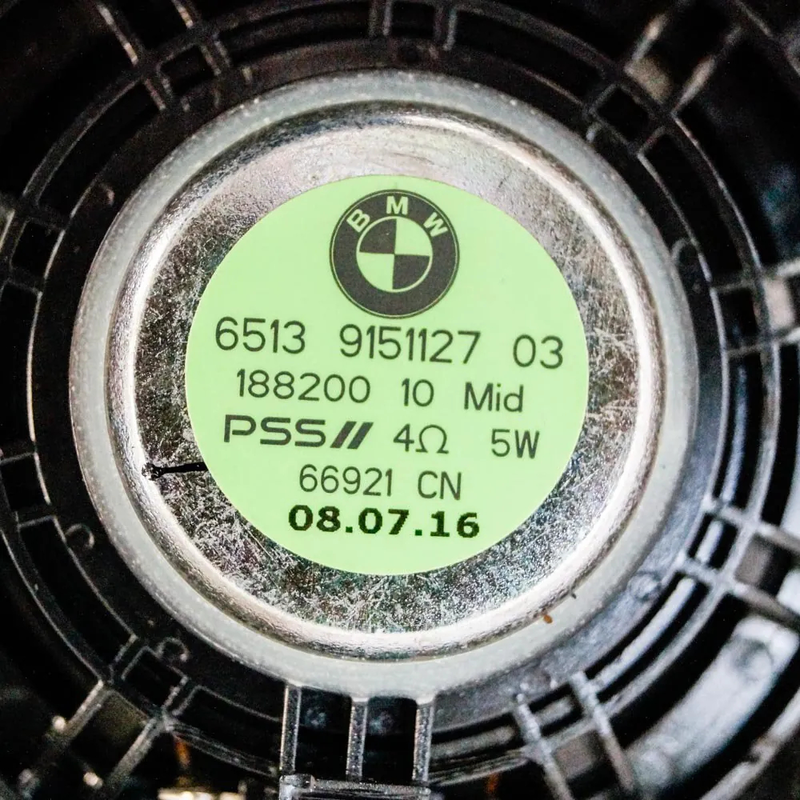 BMW
6513 9151127 03
188200 10 Mid
PSS// 4Ω 5W
66921 CN
08.07.16